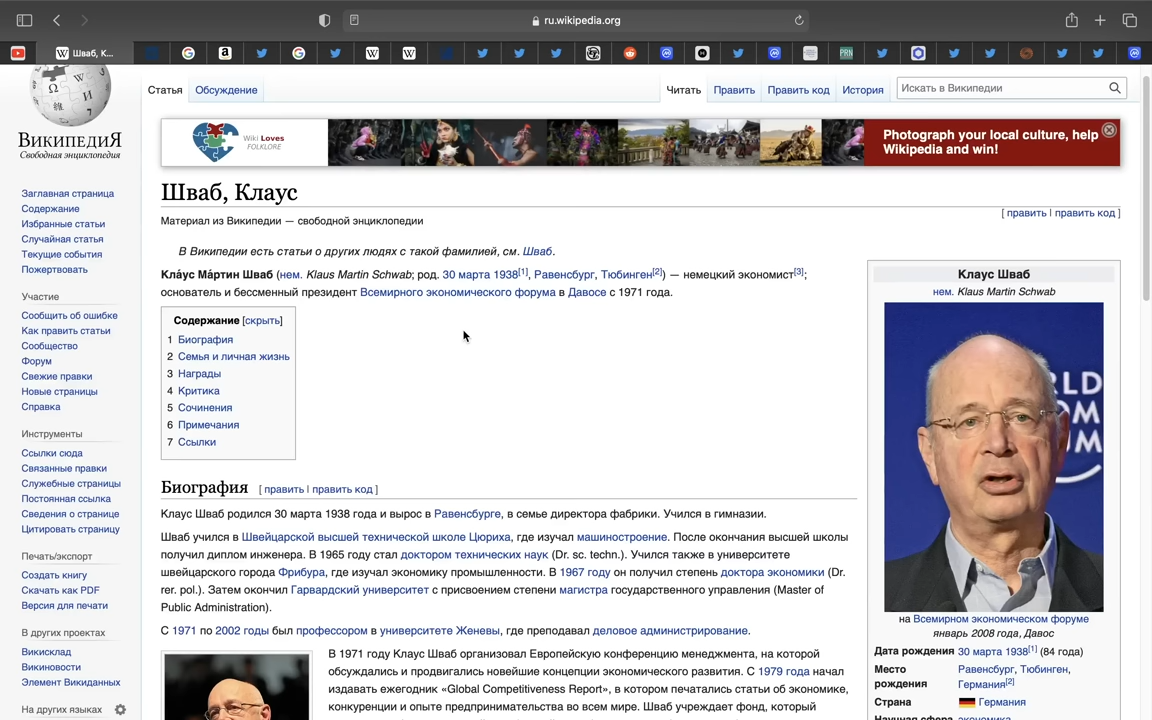 ru.wikipedia.org
Шваб, К...
ВИКИПЕДИЯ
Свободная энциклопедия
Заглавная страница
Содержание
Избранные статьи
Случайная статья
Текущие события
Пожертвовать
Участие
Сообщить об ошибке
Как править статьи
Сообщество
Форум
Свежие правки
Новые страницы
Справка
Инструменты
Ссылки сюда
Связанные правки
Служебные страницы
Постоянная ссылка
Сведения о странице
Цитировать страницу
Печать/экспорт
Создать книгу
Скачать как PDF
Версия для печати
В других проектах
Викисклад
Викиновости
Элемент Викиданных
На других языках
Статья Обсуждение Читать Править Править код История Искать в Википедии
Wiki Loves
FOLKLORE
Photograph your local culture, help
Wikipedia and win!
Шваб, Клаус
[ править | править код ]
Материал из Википедии — свободной энциклопедии
В Википедии есть статьи о других людях с такой фамилией, см. Шваб.
Кла́ус Ма́ртин Шваб (нем. Klaus Martin Schwab; род. 30 марта 1938[1], Равенсбург, Тюбинген[2]) — немецкий экономист[3];
основатель и бессменный президент Всемирного экономического форума в Давосе с 1971 года.
Содержание [скрыть]
1 Биография
2 Семья и личная жизнь
3 Награды
4 Критика
5 Сочинения
6 Примечания
7 Ссылки
Биография [ править | править код ]
Клаус Шваб родился 30 марта 1938 года и вырос в Равенсбурге, в семье директора фабрики. Учился в гимназии.
Шваб учился в Швейцарской высшей технической школе Цюриха, где изучал машиностроение. После окончания высшей школы
получил диплом инженера. В 1965 году стал доктором технических наук (Dr. sc. techn.). Учился также в университете
швейцарского города Фрибура, где изучал экономику промышленности. В 1967 году он получил степень доктора экономики (Dr.
rer. pol.). Затем окончил Гарвардский университет с присвоением степени магистра государственного управления (Master of
Public Administration).
С 1971 по 2002 годы был профессором в университете Женевы, где преподавал деловое администрирование.
В 1971 году Клаус Шваб организовал Европейскую конференцию менеджмента, на которой
обсуждались и продвигались новейшие концепции экономического развития. С 1979 года начал
издавать ежегодник «Global Competitiveness Report», в котором печатались статьи об экономике,
конкуренции и опыте предпринимательства во всем мире. Шваб учреждает фонд, который
Клаус Шваб
нем. Klaus Martin Schwab
на Всемирном экономическом форуме
январь 2008 года, Давос
Дата рождения 30 марта 1938[1] (84 года)
Место рождения Равенсбург, Тюбинген,
Германия[2]
Страна Германия
Научная сфера экономика